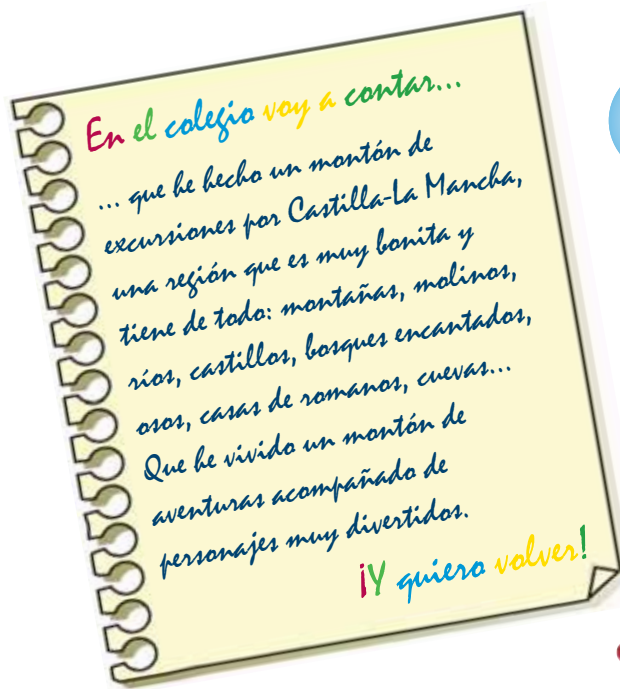 En el colegio voy a contar...
... que he hecho un montón de
excursiones por Castilla-La Mancha,
una región que es muy bonita y
tiene de todo: montañas, molinos,
ríos, castillos, bosques encantados,
osos, casas de romanos, cuevas...
Que he vivido un montón de
aventuras acompañado de
personajes muy divertidos.
¡Y quiero volver!